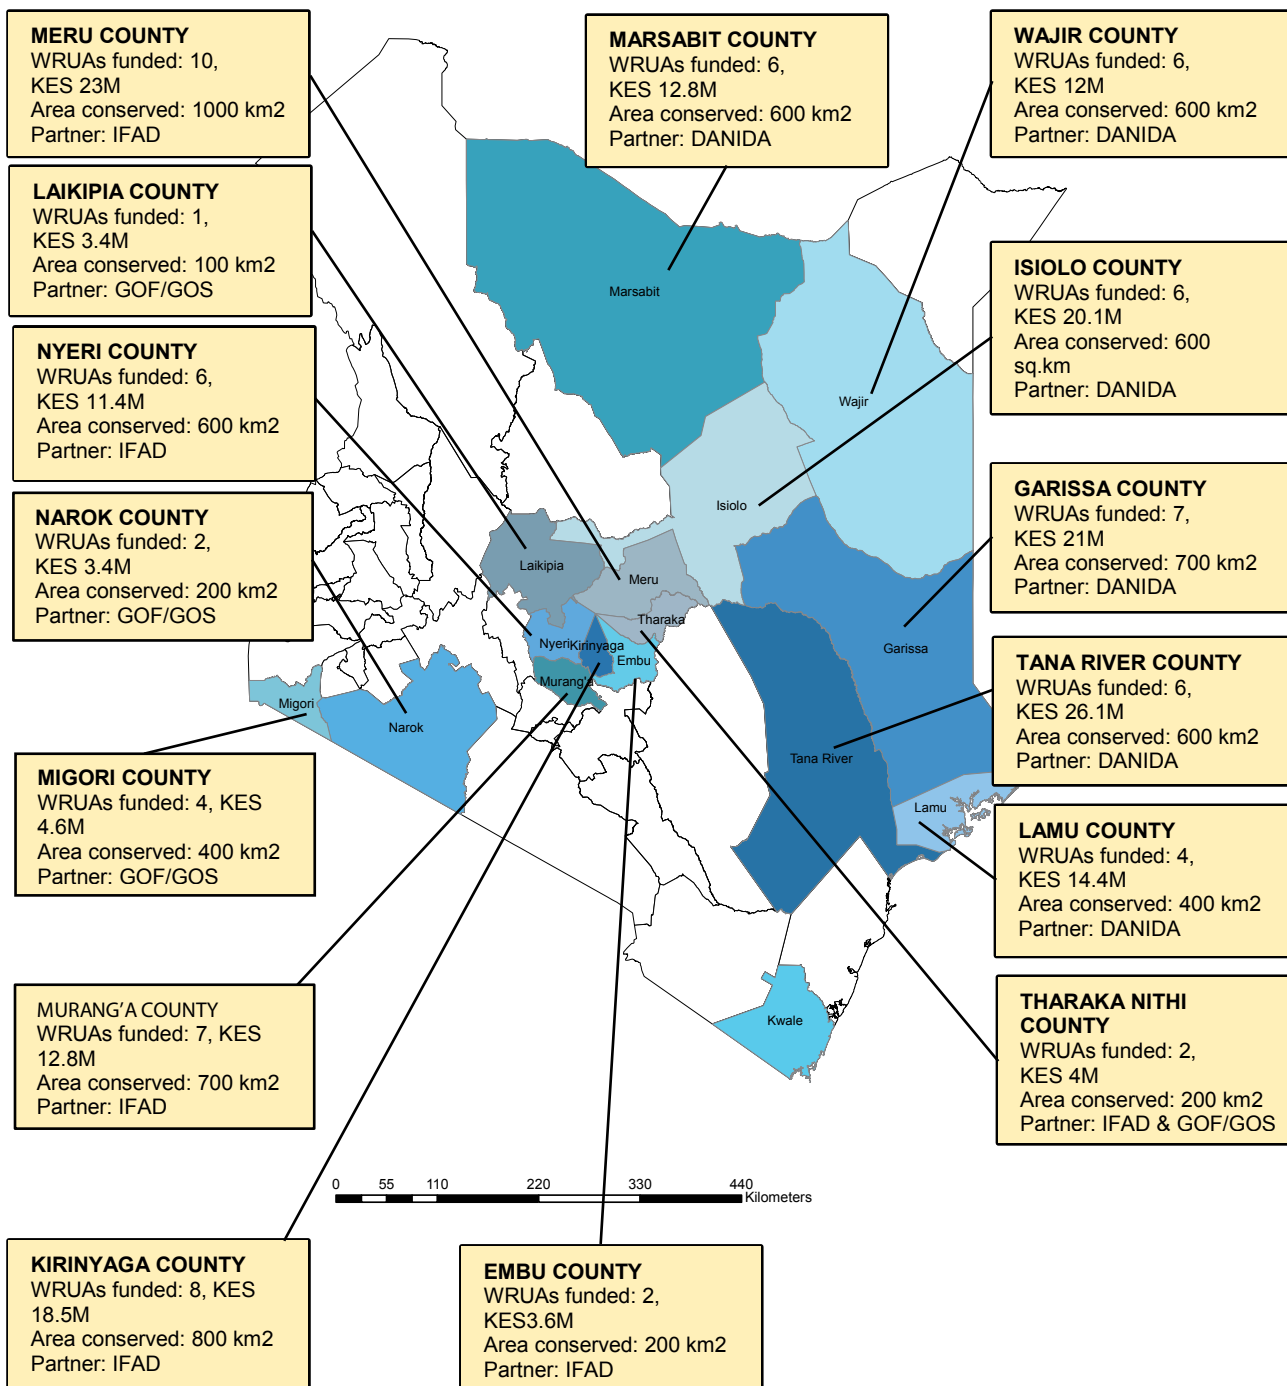 MERU COUNTY
WRUAs funded: 10,
KES 23M
Area conserved: 1000 km2
Partner: IFAD
MARSABIT COUNTY
WRUAs funded: 6,
KES 12.8M
Area conserved: 600 km2
Partner: DANIDA
WAJIR COUNTY
WRUAs funded: 6,
KES 12M
Area conserved: 600 km2
Partner: DANIDA
LAIKIPIA COUNTY
WRUAs funded: 1,
KES 3.4M
Area conserved: 100 km2
Partner: GOF/GOS
ISIOLO COUNTY
WRUAs funded: 6,
KES 20.1M
Area conserved: 600
sq.km
Partner: DANIDA
NYERI COUNTY
WRUAs funded: 6,
KES 11.4M
Area conserved: 600 km2
Partner: IFAD
GARISSA COUNTY
WRUAs funded: 7,
KES 21M
Area conserved: 700 km2
Partner: DANIDA
NAROK COUNTY
WRUAs funded: 2,
KES 3.4M
Area conserved: 200 km2
Partner: GOF/GOS
TANA RIVER COUNTY
WRUAs funded: 6,
KES 26.1M
Area conserved: 600 km2
Partner: DANIDA
MIGORI COUNTY
WRUAs funded: 4, KES
4.6M
Area conserved: 400 km2
Partner: GOF/GOS
LAMU COUNTY
WRUAs funded: 4,
KES 14.4M
Area conserved: 400 km2
Partner: DANIDA
MURANG'A COUNTY
WRUAs funded: 7, KES
12.8M
Area conserved: 700 km2
Partner: IFAD
THARAKA NITHI
COUNTY
WRUAs funded: 2,
KES 4M
Area conserved: 200 km2
Partner: IFAD & GOF/GOS
KIRINYAGA COUNTY
WRUAs funded: 8, KES
18.5M
Area conserved: 800 km2
Partner: IFAD
EMBU COUNTY
WRUAs funded: 2,
KES3.6M
Area conserved: 200 km2
Partner: IFAD
Marsabit
Wajir
Isiolo
Laikipia
Meru
Tharaka
Nyeri
Kirinyaga
Embu
Murang'a
Garissa
Migori
Narok
Tana River
Lamu
Kwale
0 55 110 220 330 440
Kilometers